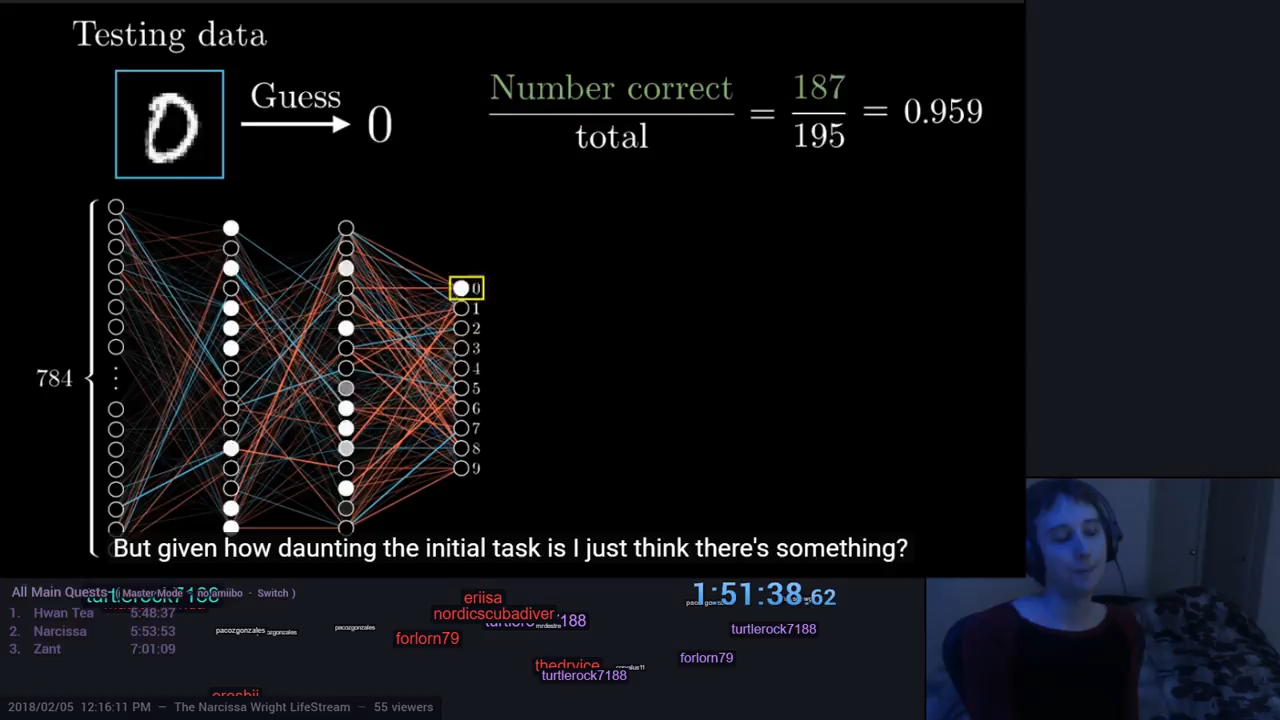 Testing data
Guess
0
Number correct
total
= 187
195
= 0.959
784
0
1
2
3
4
5
6
7
8
9
But given how daunting the initial task is I just think there's something?
All Main Quests ( Master Mode - no amiibo - Switch )
1. Hwan Tea 5:48:37
2. Narcissa 5:53:53
3. Zant 7:01:09
turtlerock7188
pacozgonzales
pacozgonzales
eriisa
nordicscubadiver
forlorn79
thedrvice
turtlerock7188
1:51:38.62
turtlerock7188
forlorn79
2018/02/05 12:16:11 PM — The Narcissa Wright LifeStream — 55 viewers